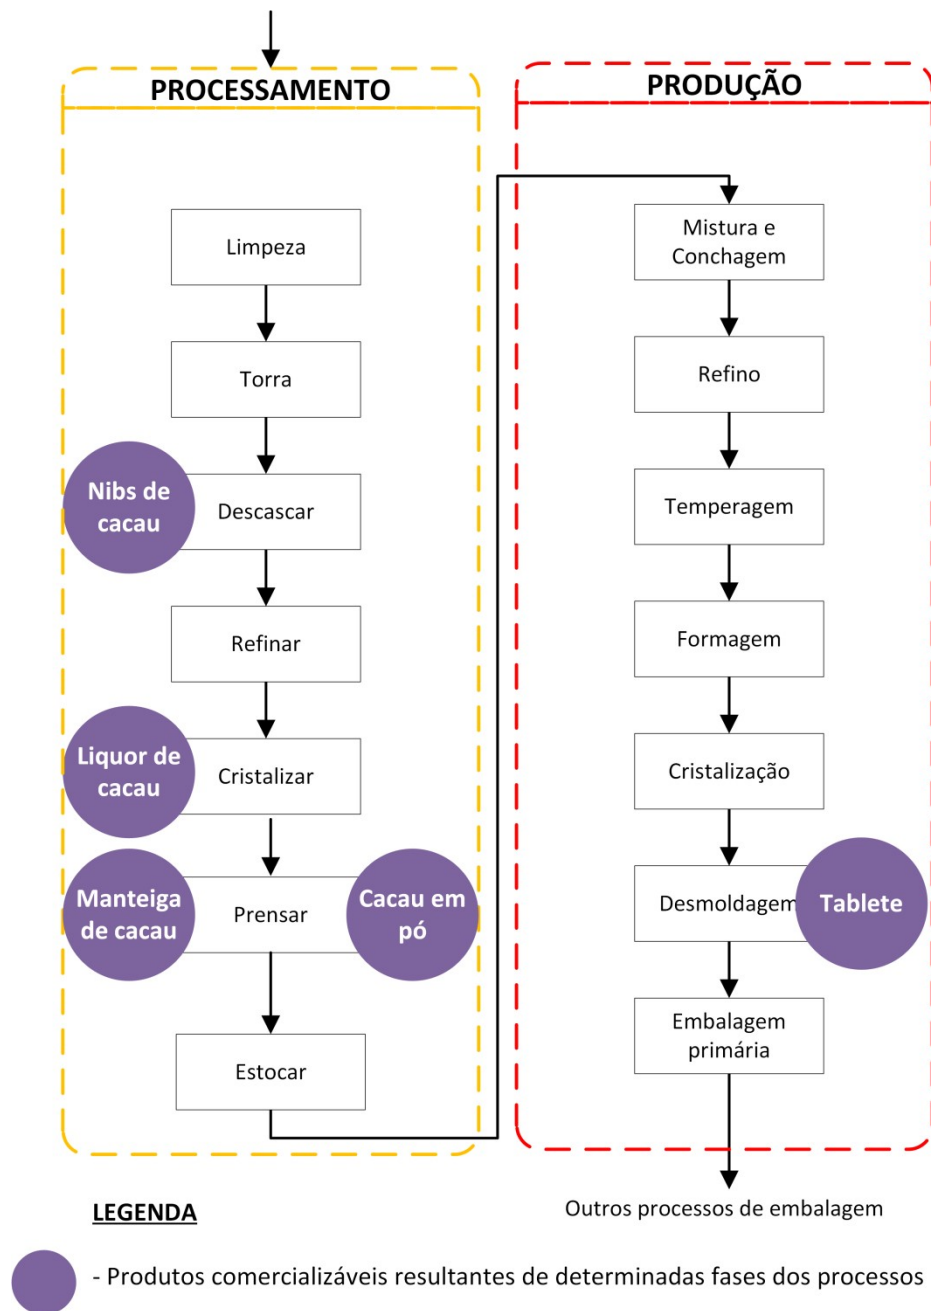 PROCESSAMENTO
Limpeza
Torra
Nibs de
cacau
Descascar
Refinar
Liquor de
cacau
Cristalizar
Manteiga
de cacau
Prensar
Cacau em
pó
Estocar
PRODUÇÃO
Mistura e
Conchagem
Refino
Temperagem
Formagem
Cristalização
Desmoldagem
Tablete
Embalagem
primária
Outros processos de embalagem
LEGENDA
- Produtos comercializáveis resultantes de determinadas fases dos processos